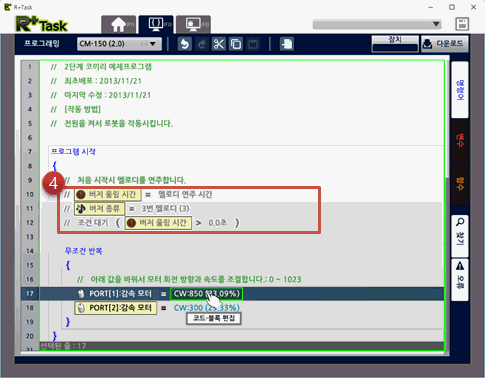 R+Task
R+Task
프로그래밍 CM-150 (2.0) 장치 다운로드
1 // 2단계 코끼리 예제프로그램
2 // 최초배포 : 2013/11/21
3 // 마지막 수정 : 2013/11/21
4 // [작동 방법]
5 // 전원을 켜서 로봇을 작동시킵니다.
6
7 프로그램 시작
8 {
9 // 처음 시작시 멜로디를 연주합니다.
4
10 // 버저 울림 시간 = 멜로디 연주 시간
11 // 버저 종류 = 3번 멜로디 (3)
12 // 조건 대기 ( 버저 울림 시간 > 0.0초 )
13
14 무조건 반복
15 {
16 // 아래 값을 바꿔서 모터 회전 방향과 속도를 조절합니다.: 0 ~ 1023
17 PORT[1]:감속 모터 = CW:850 (83.09%)
18 PORT[2]:감속 모터 = CW:300 (29.33%)
코드-블록 편집
19 }
20 }
21
선택된 줄 : 17
명령어
변수
함수
찾기
오류